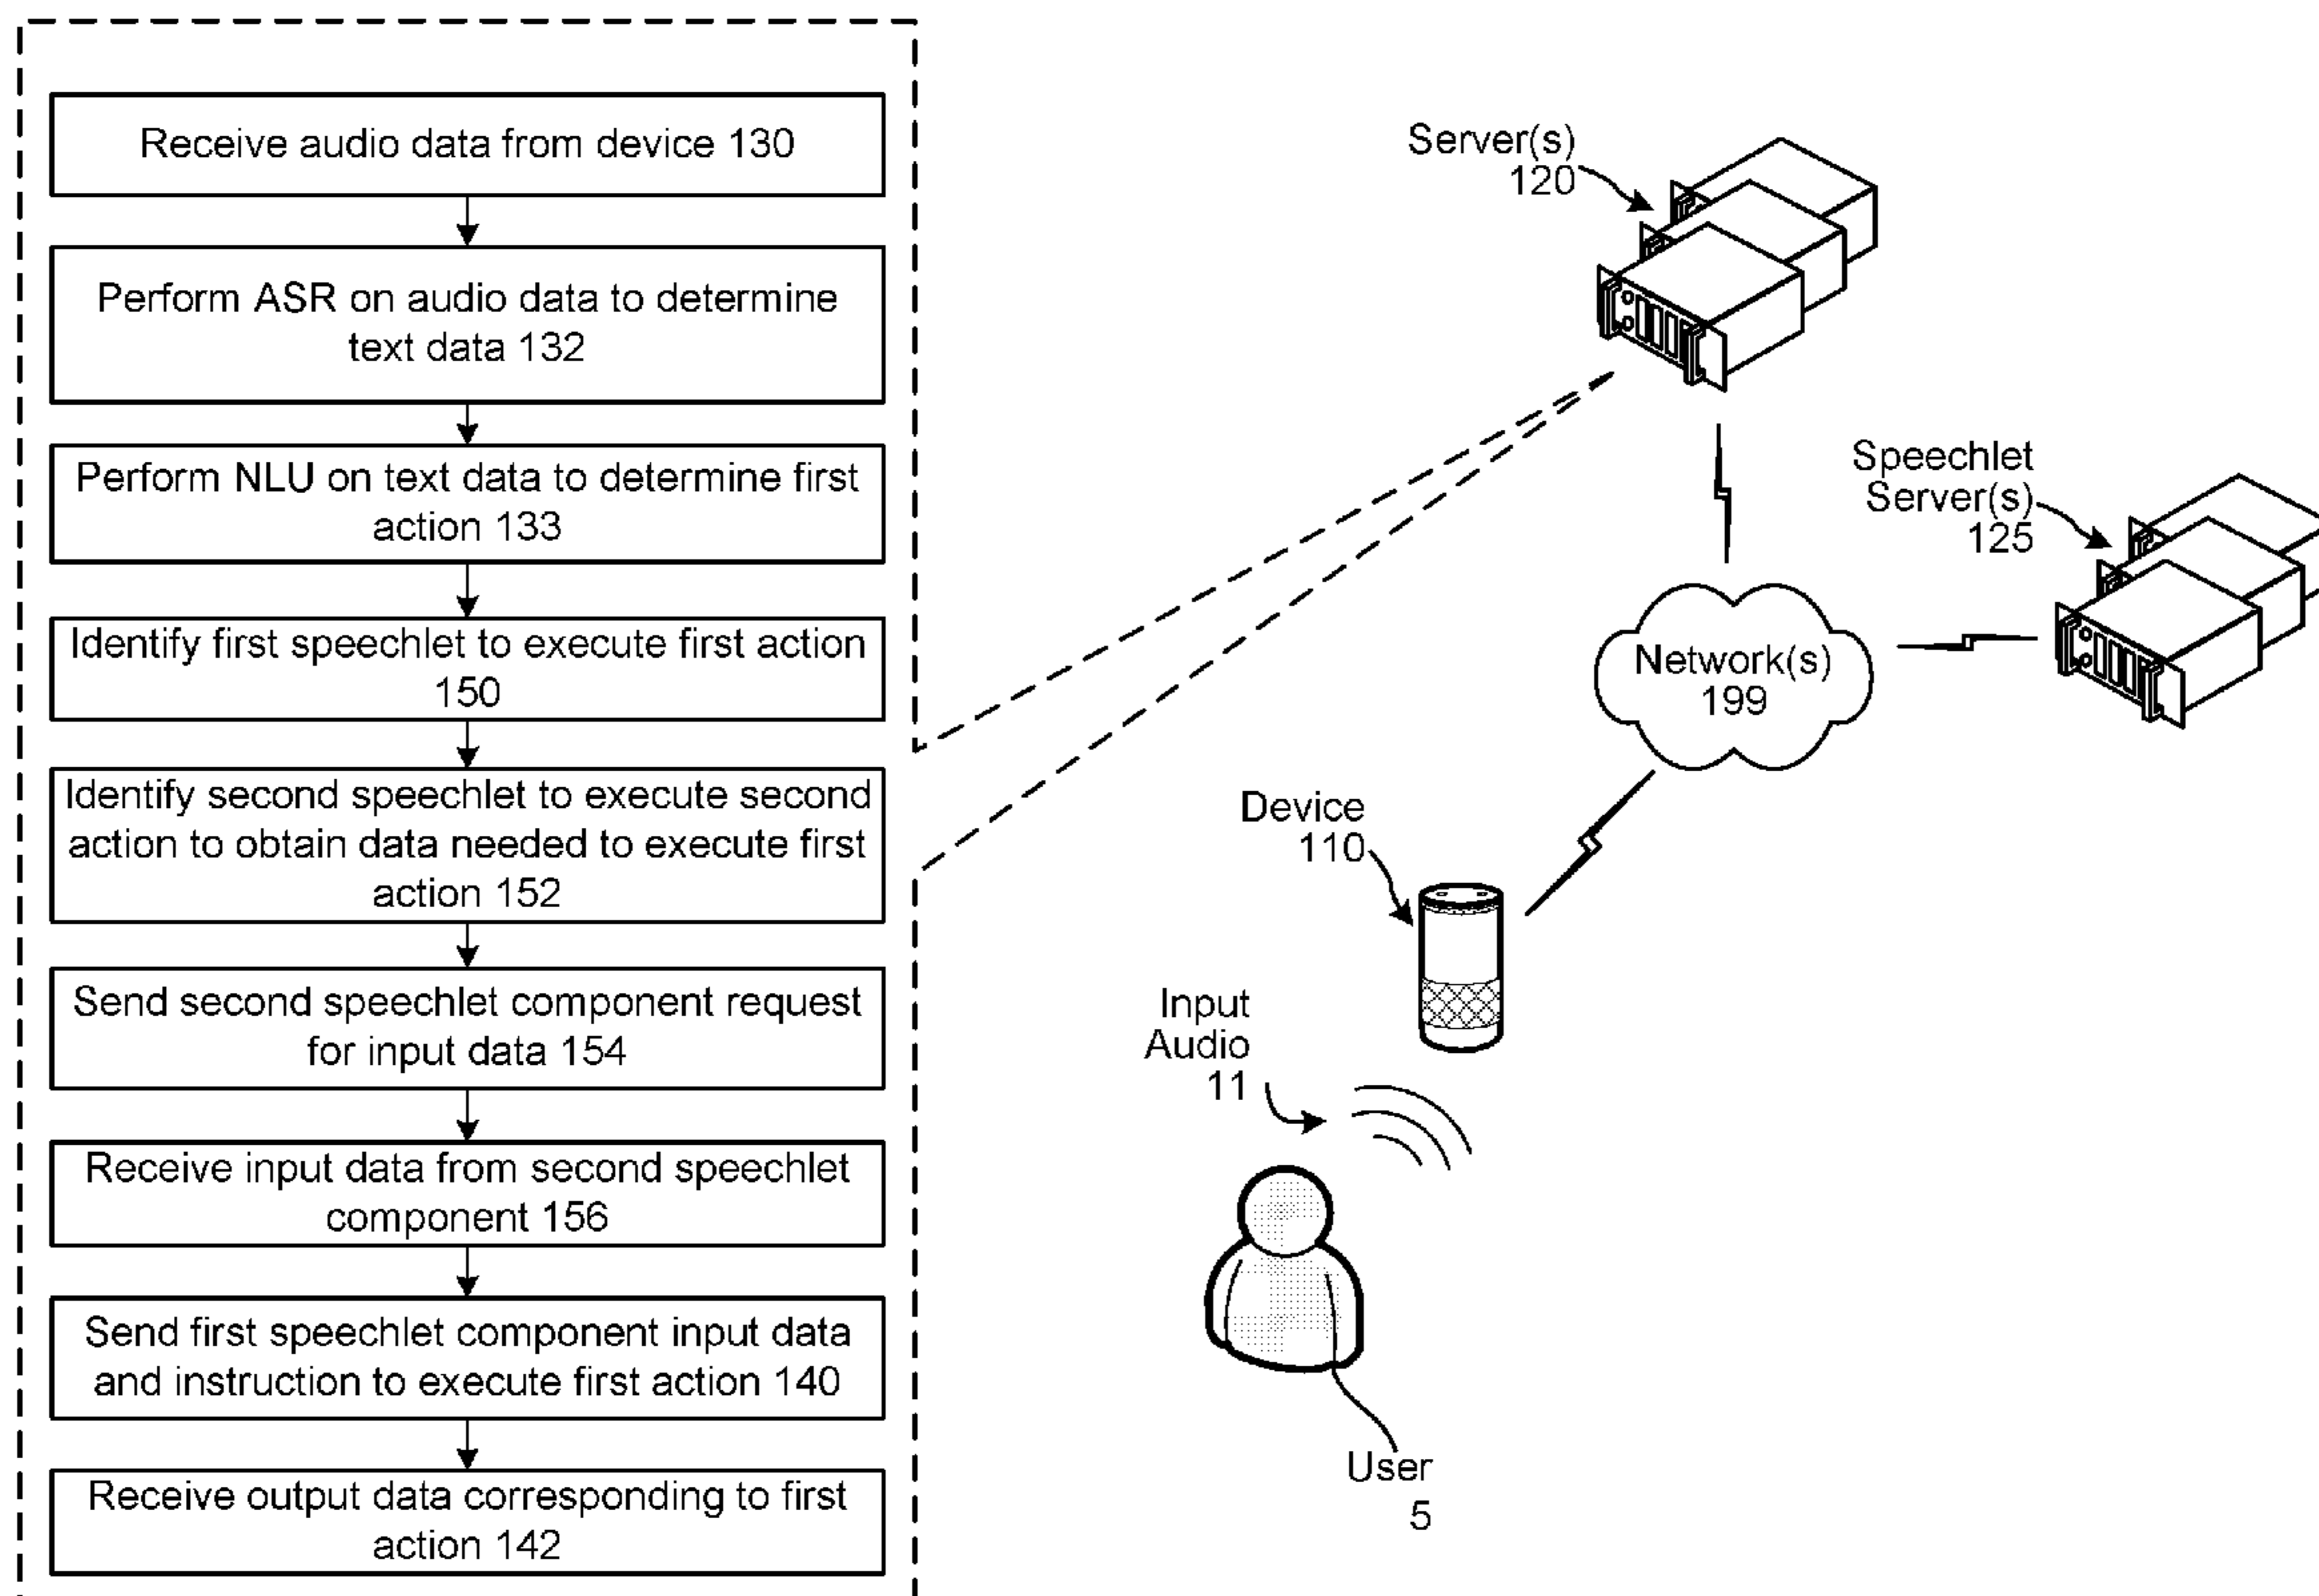 Receive audio data from device 130
Perform ASR on audio data to determine
text data 132
Perform NLU on text data to determine first
action 133
Identify first speechlet to execute first action
150
Identify second speechlet to execute second
action to obtain data needed to execute first
action 152
Send second speechlet component request
for input data 154
Receive input data from second speechlet
component 156
Send first speechlet component input data
and instruction to execute first action 140
Receive output data corresponding to first
action 142
Server(s)
120
Speechlet
Server(s)
125
Network(s)
199
Device
110
Input
Audio
11
User
5